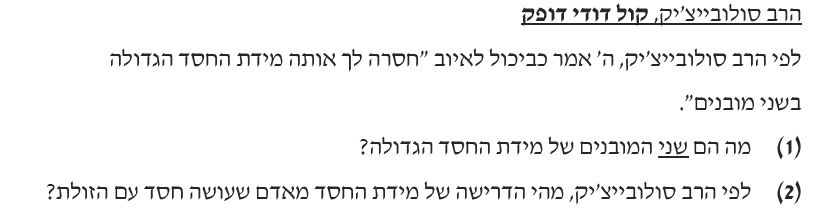 הרב סולובייצ'יק, קול דודי דופק
לפי הרב סולובייצ'יק, ה' אמר כביכול לאיוב "חסרה לך אותה מידת החסד הגדולה
בשני מובנים".
(1) מה הם שני המובנים של מידת החסד הגדולה?
(2) לפי הרב סולובייצ'יק, מהי הדרישה של מידת החסד מאדם שעושה חסד עם הזולת?